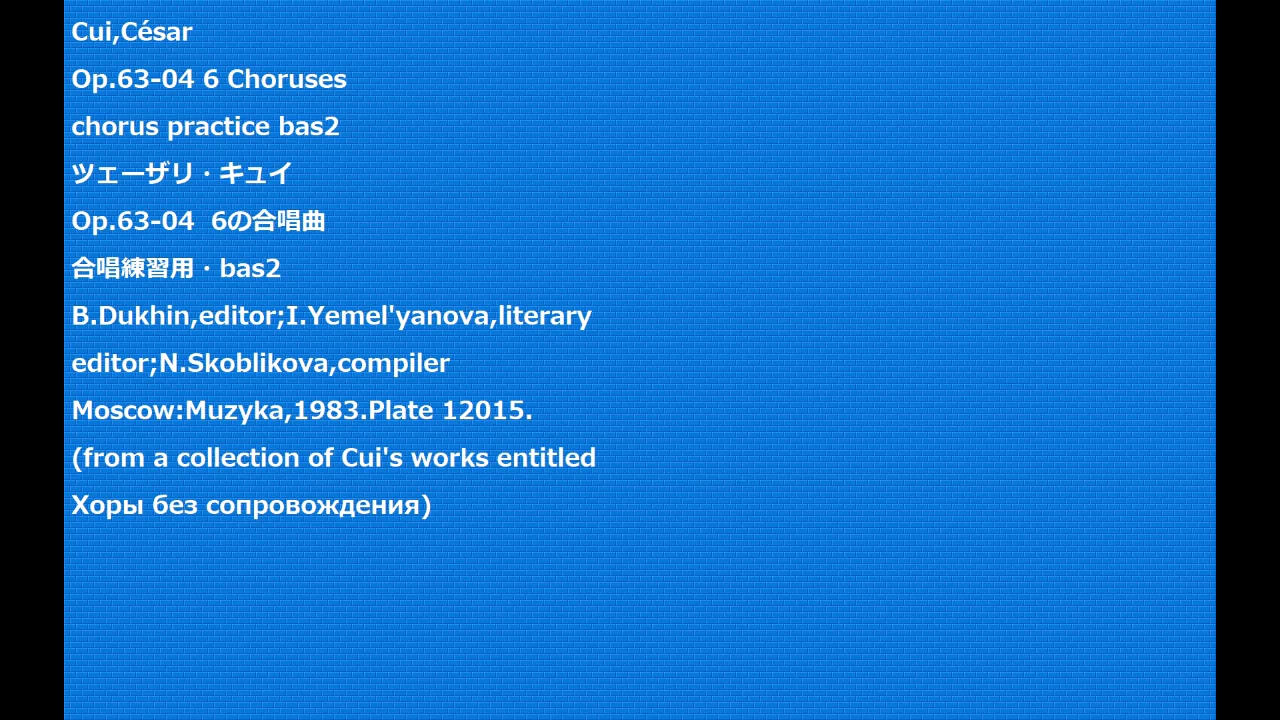 Cui,César
Op.63-04 6 Choruses
chorus practice bas2
ツェーザリ・キュイ
Op.63-04  6の合唱曲
合唱練習用・bas2
B.Dukhin,editor;I.Yemel'yanova,literary
editor;N.Skoblikova,compiler
Moscow:Muzyka,1983.Plate 12015.
(from a collection of Cui's works entitled
Хоры без сопровождения)